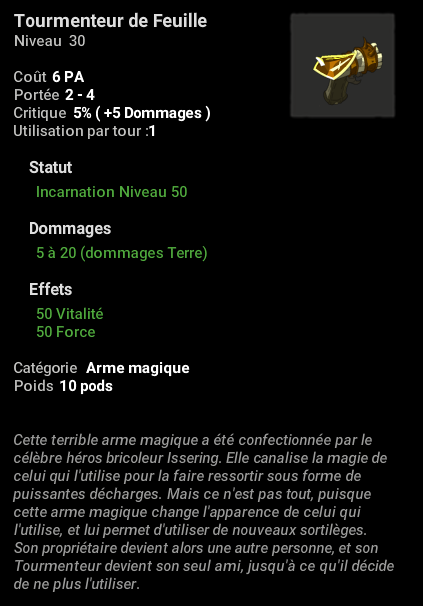 Tourmenteur de Feuille
Niveau 30
Coût 6 PA
Portée 2 - 4
Critique 5% ( +5 Dommages )
Utilisation par tour :1
Statut
Incarnation Niveau 50
Dommages
5 à 20 (dommages Terre)
Effets
50 Vitalité
50 Force
Catégorie Arme magique
Poids 10 pods
Cette terrible arme magique a été confectionnée par le
célèbre héros bricoleur Issering. Elle canalise la magie de
celui qui l'utilise pour la faire ressortir sous forme de
puissantes décharges. Mais ce n'est pas tout, puisque
cette arme magique change l'apparence de celui qui
l'utilise, et lui permet d'utiliser de nouveaux sortilèges.
Son propriétaire devient alors une autre personne, et son
Tourmenteur devient son seul ami, jusqu'à ce qu'il décide
de ne plus l'utiliser.